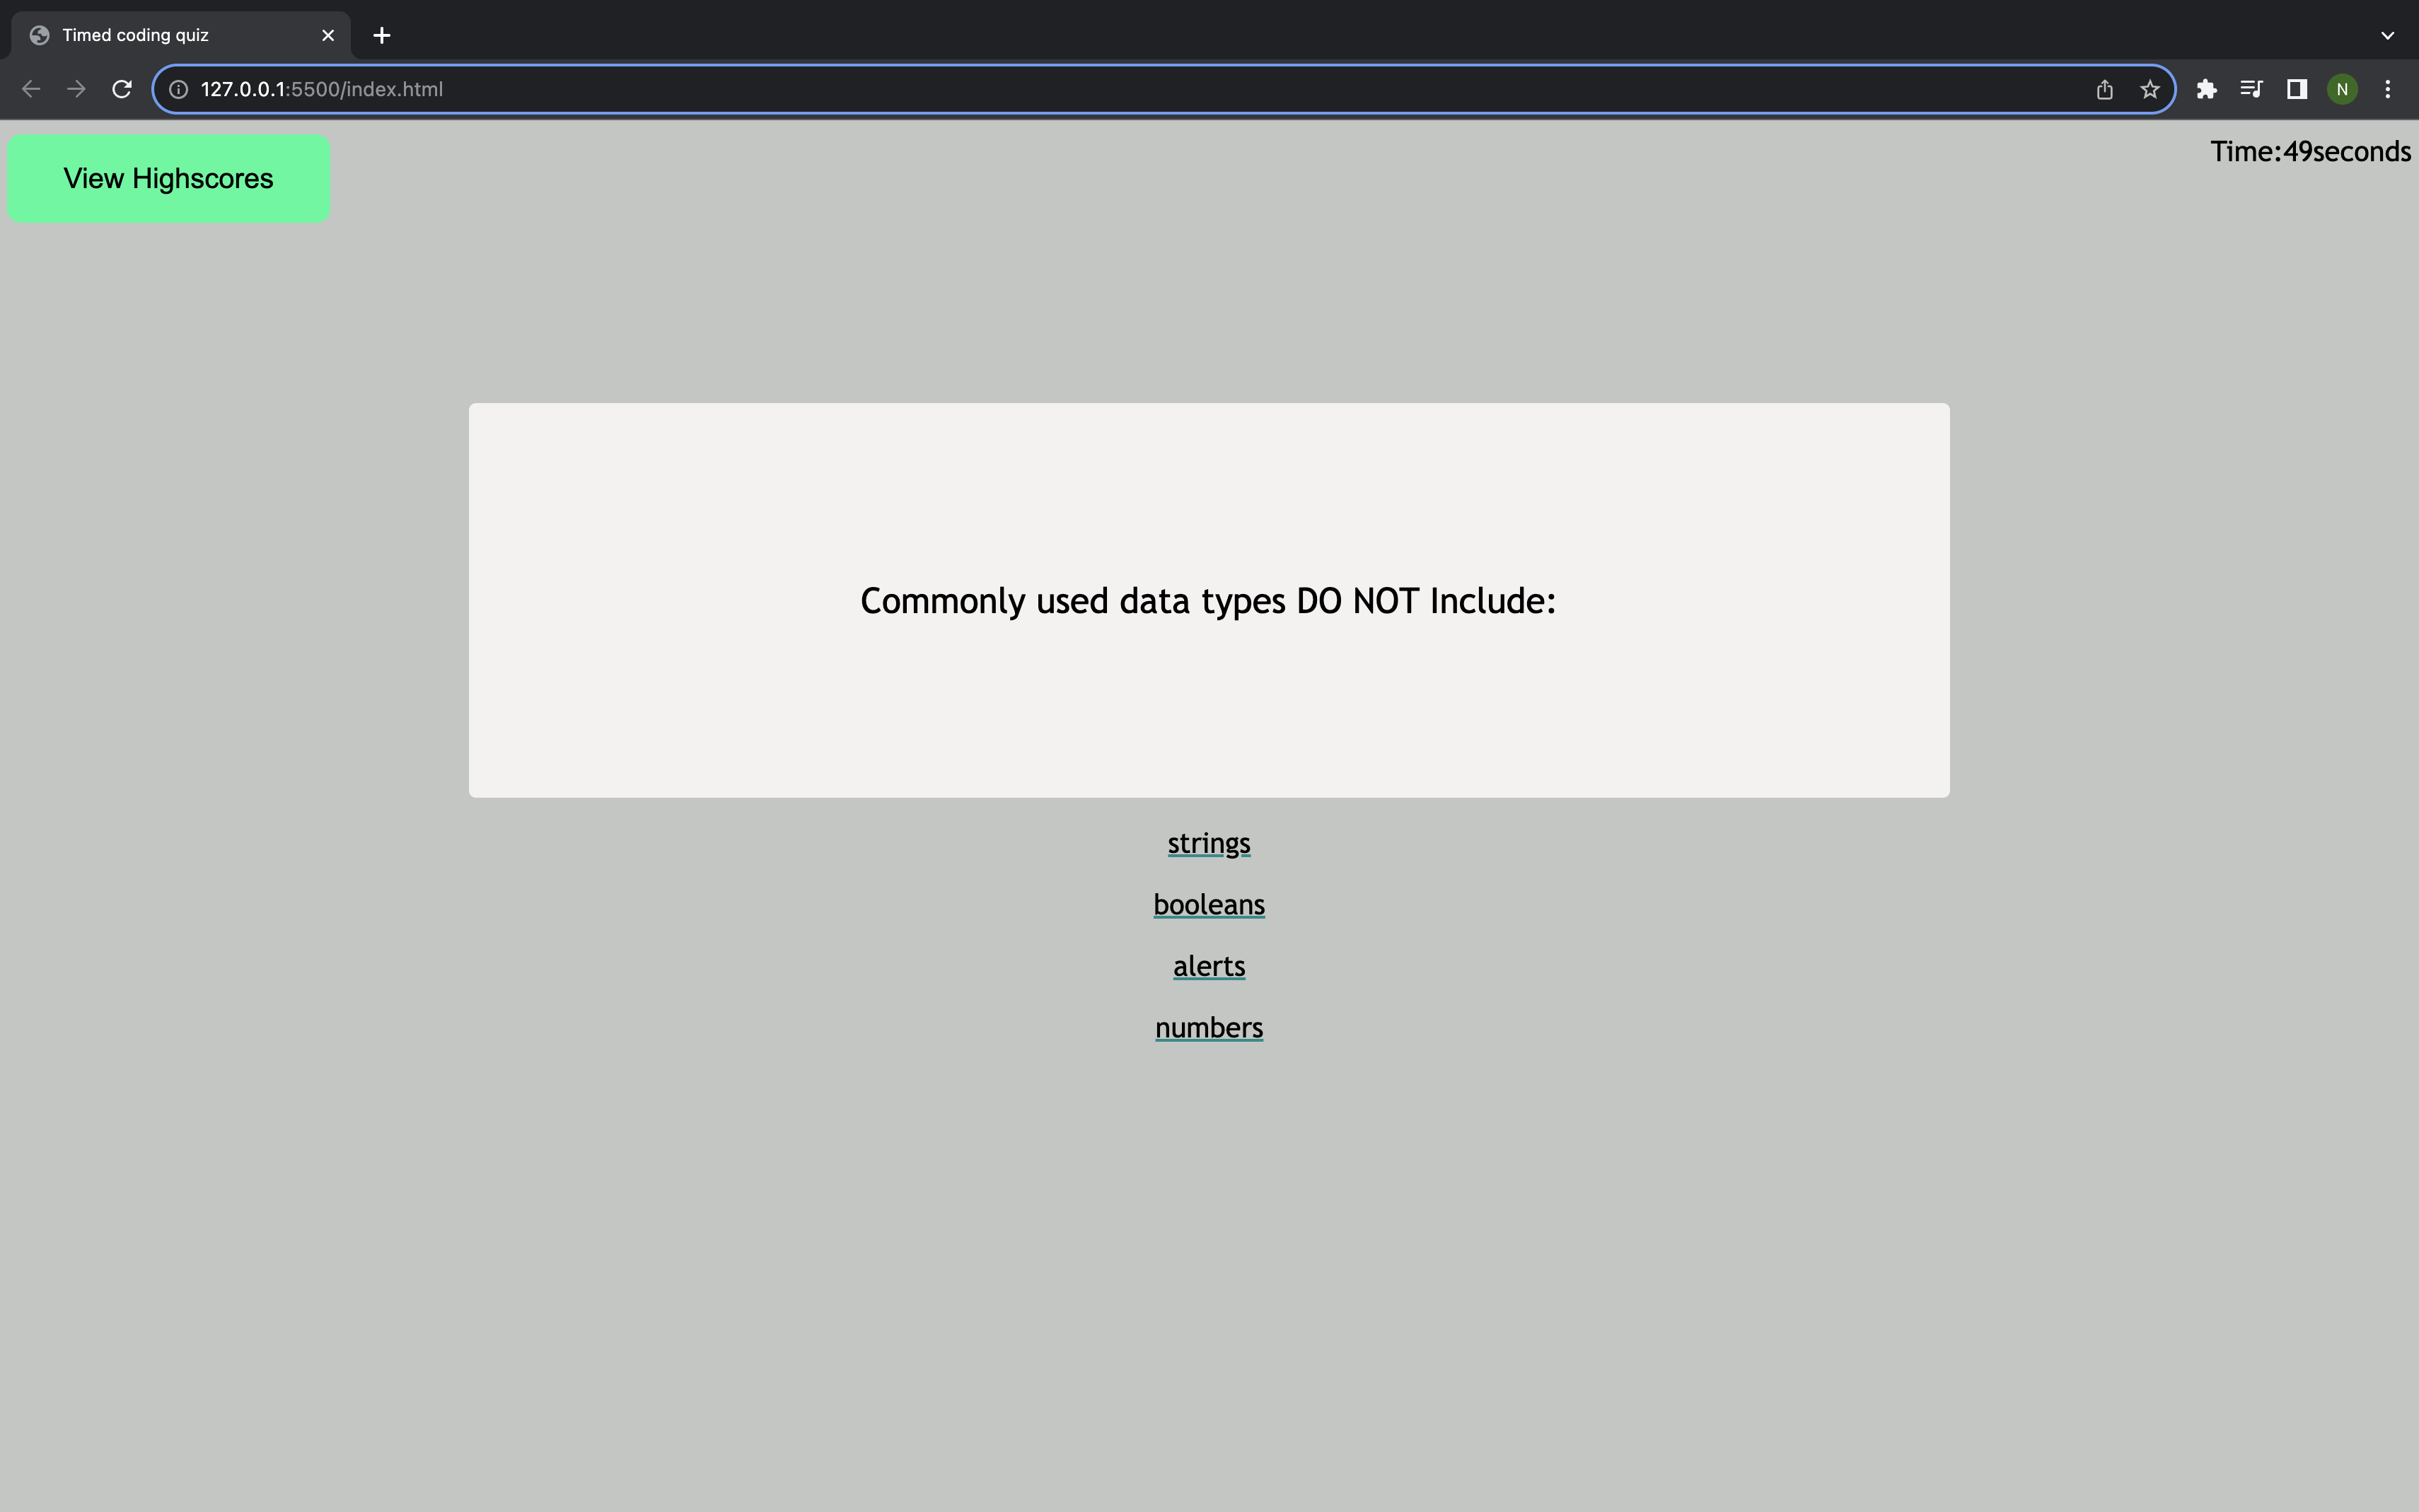 Timed coding quiz
127.0.0.1:5500/index.html
N
View Highscores
Time:49seconds
Commonly used data types DO NOT Include:
strings
booleans
alerts
numbers